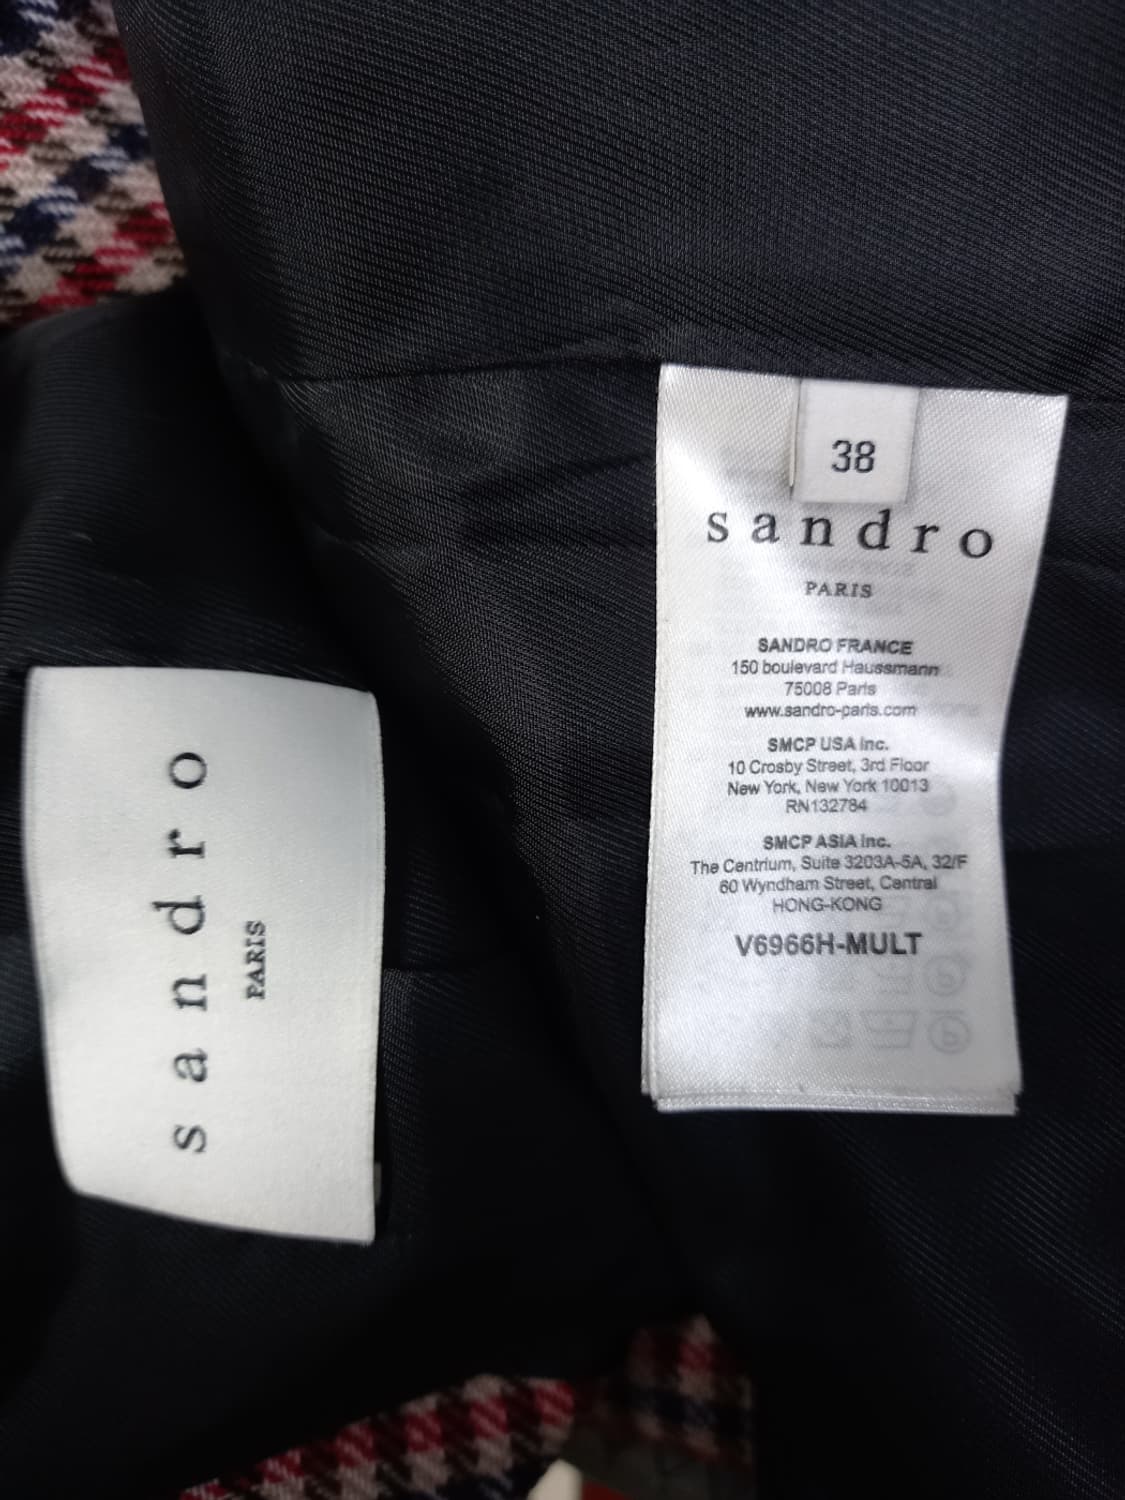 38
sandro
PARIS
SANDRO FRANCE
150 boulevard Haussmann
75008 Paris
www.sandro-paris.com
SMCP USA Inc.
10 Crosby Street, 3rd Floor
New York, New York 10013
RN132784
SMCP ASIA Inc.
The Centrium, Suite 3203A-5A, 32/F
60 Wyndham Street, Central
HONG-KONG
V6966H-MULT
sandro
PARIS